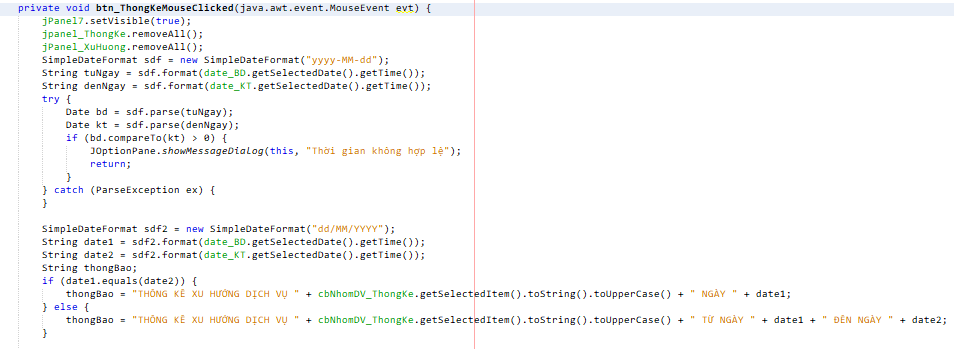 private void btn_ThongKeMouseClicked(java.awt.event.MouseEvent evt) {
jPanel7.setVisible(true);
jpanel_ThongKe.removeAll();
jPanel_XuHuong.removeAll();
SimpleDateFormat sdf = new SimpleDateFormat("yyyy-MM-dd");
String tuNgay = sdf.format(date_BD.getSelectedDate().getTime());
String denNgay = sdf.format(date_KT.getSelectedDate().getTime());
try {
Date bd = sdf.parse(tuNgay);
Date kt = sdf.parse(denNgay);
if (bd.compareTo(kt) > 0) {
JOptionPane.showMessageDialog(this, "Thời gian không hợp lệ");
return;
}
} catch (ParseException ex) {
}
SimpleDateFormat sdf2 = new SimpleDateFormat("dd/MM/YYYY");
String date1 = sdf2.format(date_BD.getSelectedDate().getTime());
String date2 = sdf2.format(date_KT.getSelectedDate().getTime());
String thongBao;
if (date1.equals(date2)) {
thongBao = "THỐNG KÊ XU HƯỚNG DỊCH VỤ " + cbNhomDV_ThongKe.getSelectedItem().toString().toUpperCase() + " NGÀY " + date1;
} else {
thongBao = "THỐNG KÊ XU HƯỚNG DỊCH VỤ " + cbNhomDV_ThongKe.getSelectedItem().toString().toUpperCase() + " TỪ NGÀY " + date1 + " ĐẾN NGÀY " + date2;
}